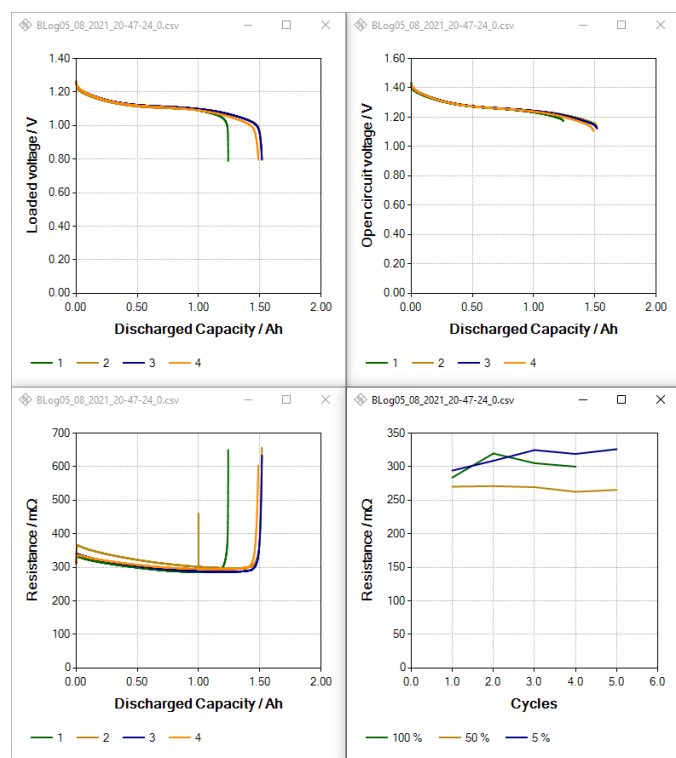 BLog05_08_2021_20-47-24_0.csv
Loaded voltage / V
1.40
1.20
1.00
0.80
0.60
0.40
0.20
0.00
0.00 0.50 1.00 1.50 2.00
Discharged Capacity / Ah
1 2 3 4
BLog05_08_2021_20-47-24_0.csv
Open circuit voltage / V
1.60
1.40
1.20
1.00
0.80
0.60
0.40
0.20
0.00
0.00 0.50 1.00 1.50 2.00
Discharged Capacity / Ah
1 2 3 4
BLog05_08_2021_20-47-24_0.csv
Resistance / mΩ
700
600
500
400
300
200
100
0
0.00 0.50 1.00 1.50 2.00
Discharged Capacity / Ah
1 2 3 4
BLog05_08_2021_20-47-24_0.csv
Resistance / mΩ
350
300
250
200
150
100
50
0
0.0 1.0 2.0 3.0 4.0 5.0 6.0
Cycles
100 % 50 % 5 %